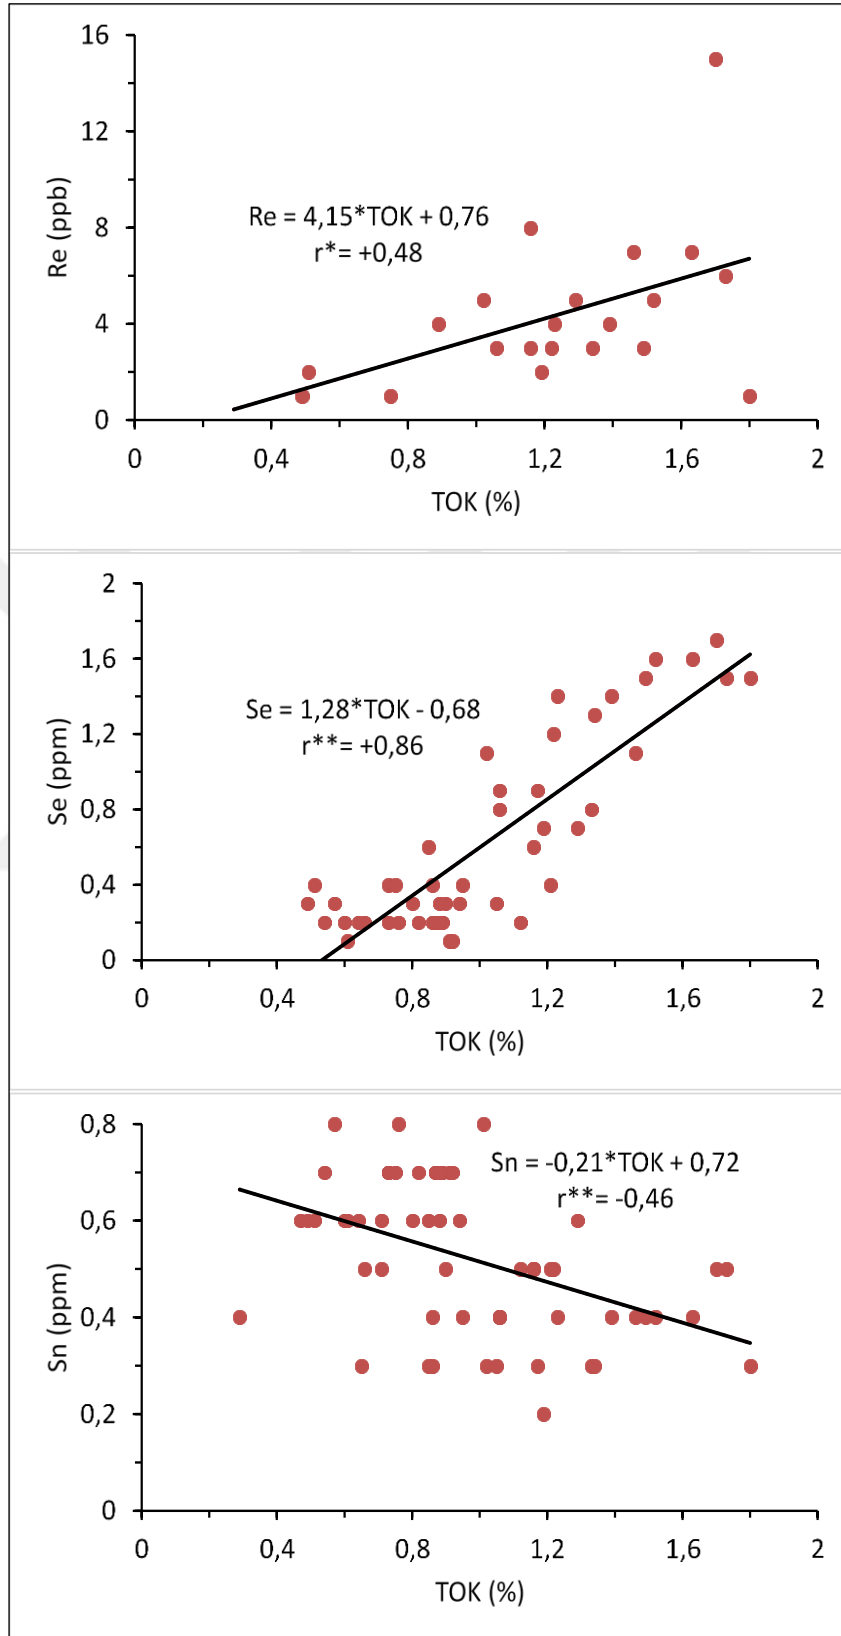 16
12
8
4
0
Re (ppb)
Re = 4,15*TOK + 0,76
r*= +0,48
0 0,4 0,8 1,2 1,6 2
TOK (%)
2
1,6
1,2
0,8
0,4
0
Se (ppm)
Se = 1,28*TOK - 0,68
r**= +0,86
0 0,4 0,8 1,2 1,6 2
TOK (%)
0,8
0,6
0,4
0,2
0
Sn (ppm)
Sn = -0,21*TOK + 0,72
r**= -0,46
0 0,4 0,8 1,2 1,6 2
TOK (%)